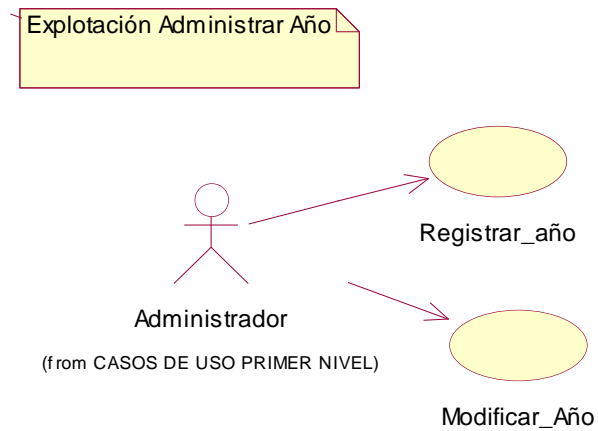 Explotación Administrar Año
Registrar_año
Administrador
(from CASOS DE USO PRIMER NIVEL)
Modificar_Año